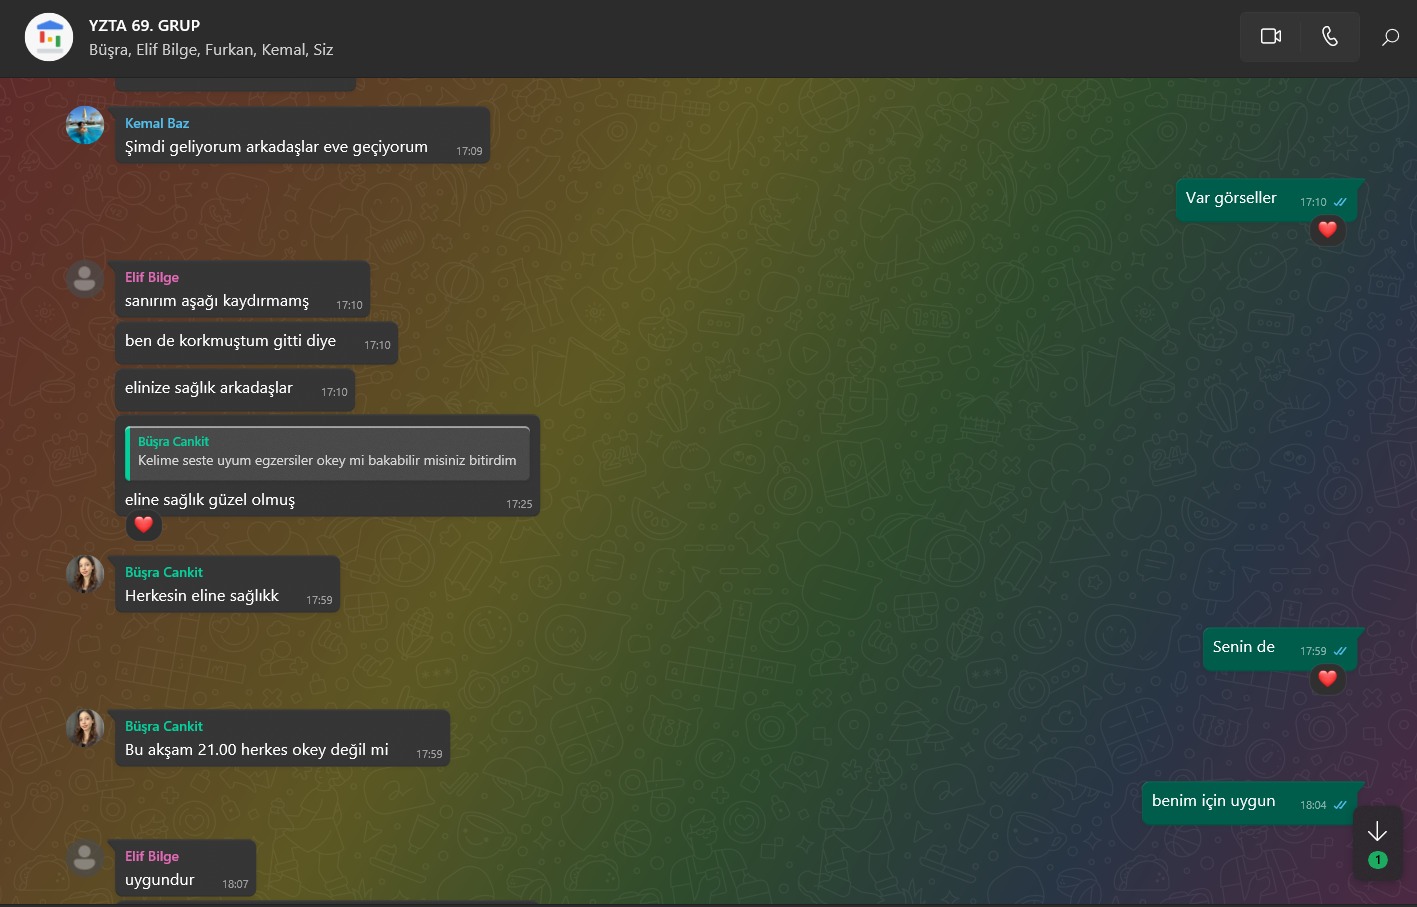 YZTA 69. GRUP
Büşra, Elif Bilge, Furkan, Kemal, Siz
Kemal Baz
Şimdi geliyorum arkadaşlar eve geçiyorum 17:09
Var görseller 17:10
Elif Bilge
sanırım aşağı kaydırmamş 17:10
ben de korkmuştum gitti diye 17:10
elinize sağlık arkadaşlar 17:10
Büşra Cankit
Kelime seste uyum egzersiler okey mi bakabilir misiniz bitirdim
eline sağlık güzel olmuş 17:25
Büşra Cankit
Herkesin eline sağlıkk 17:59
Senin de 17:59
Büşra Cankit
Bu akşam 21.00 herkes okey değil mi 17:59
benim için uygun 18:04
1
Elif Bilge
uygundur 18:07